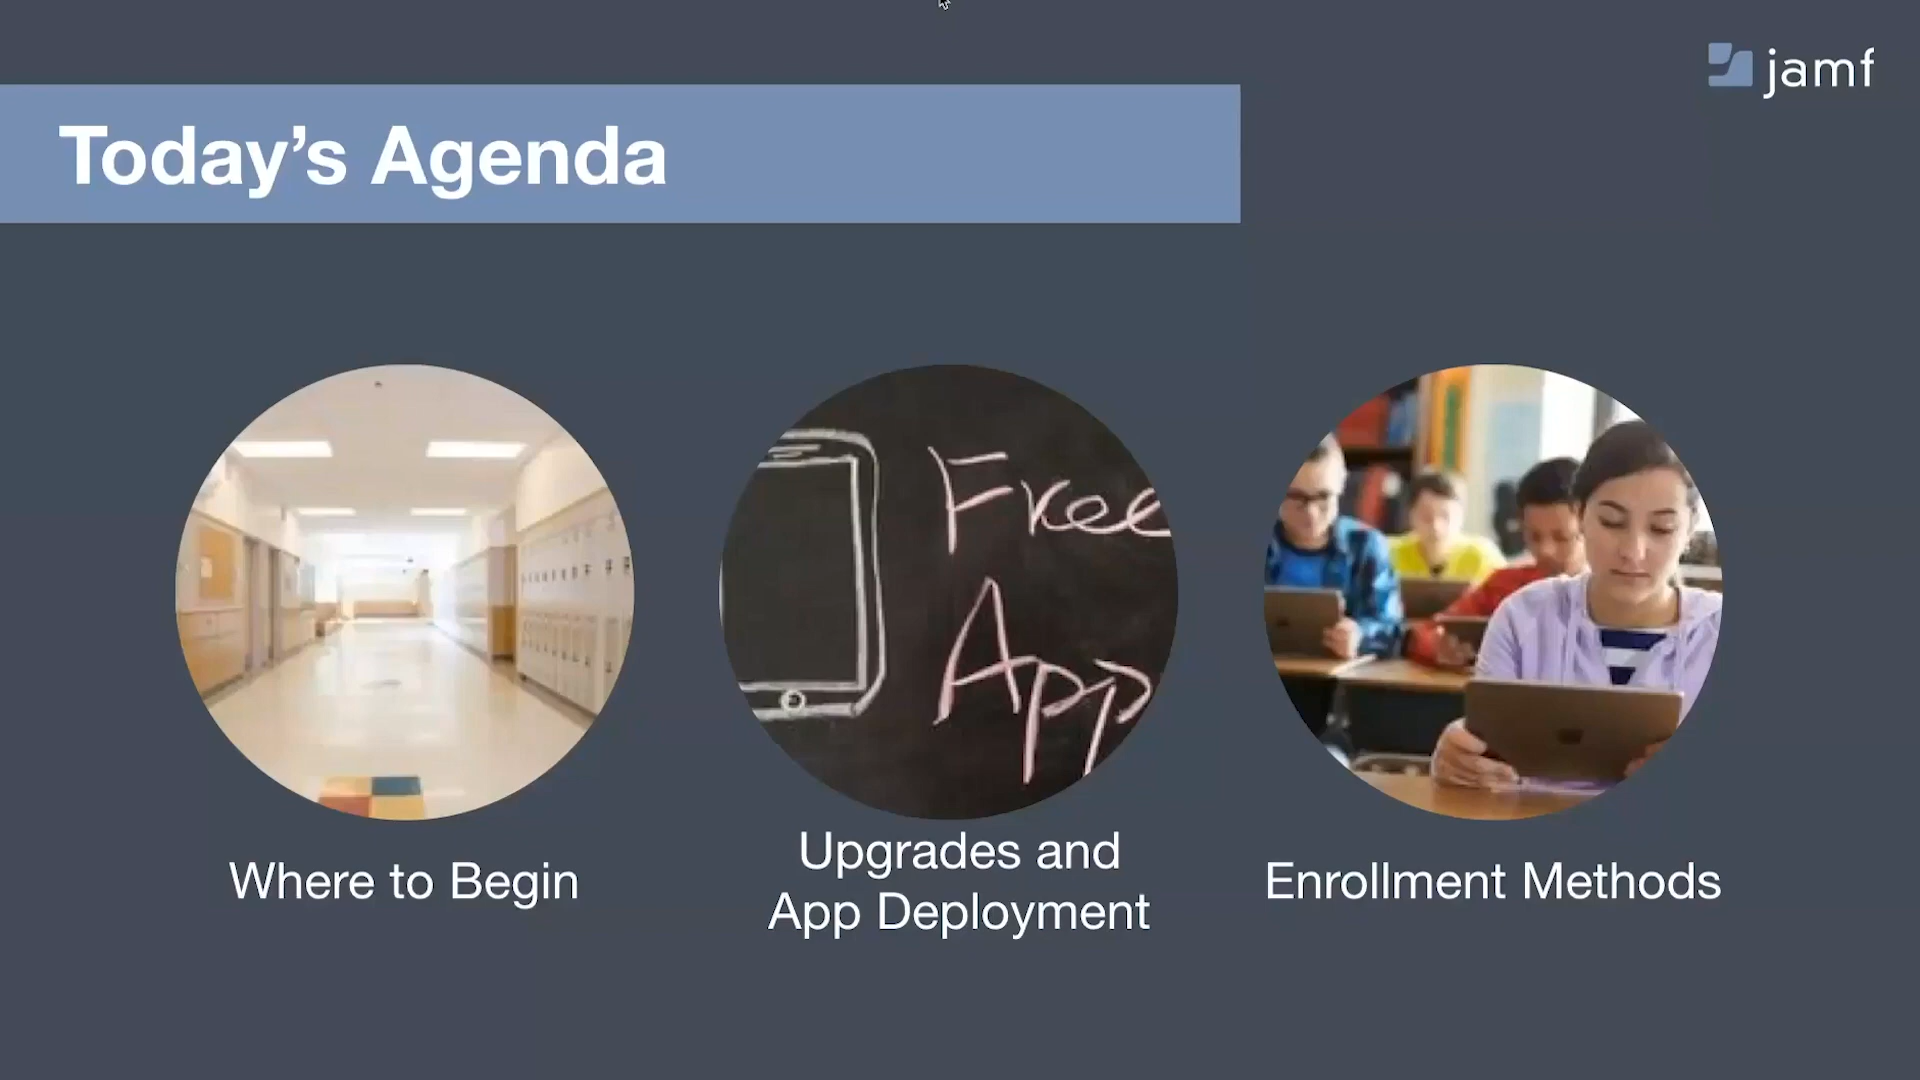 jamf
Today's Agenda
Free
App
Where to Begin
Upgrades and
App Deployment
Enrollment Methods